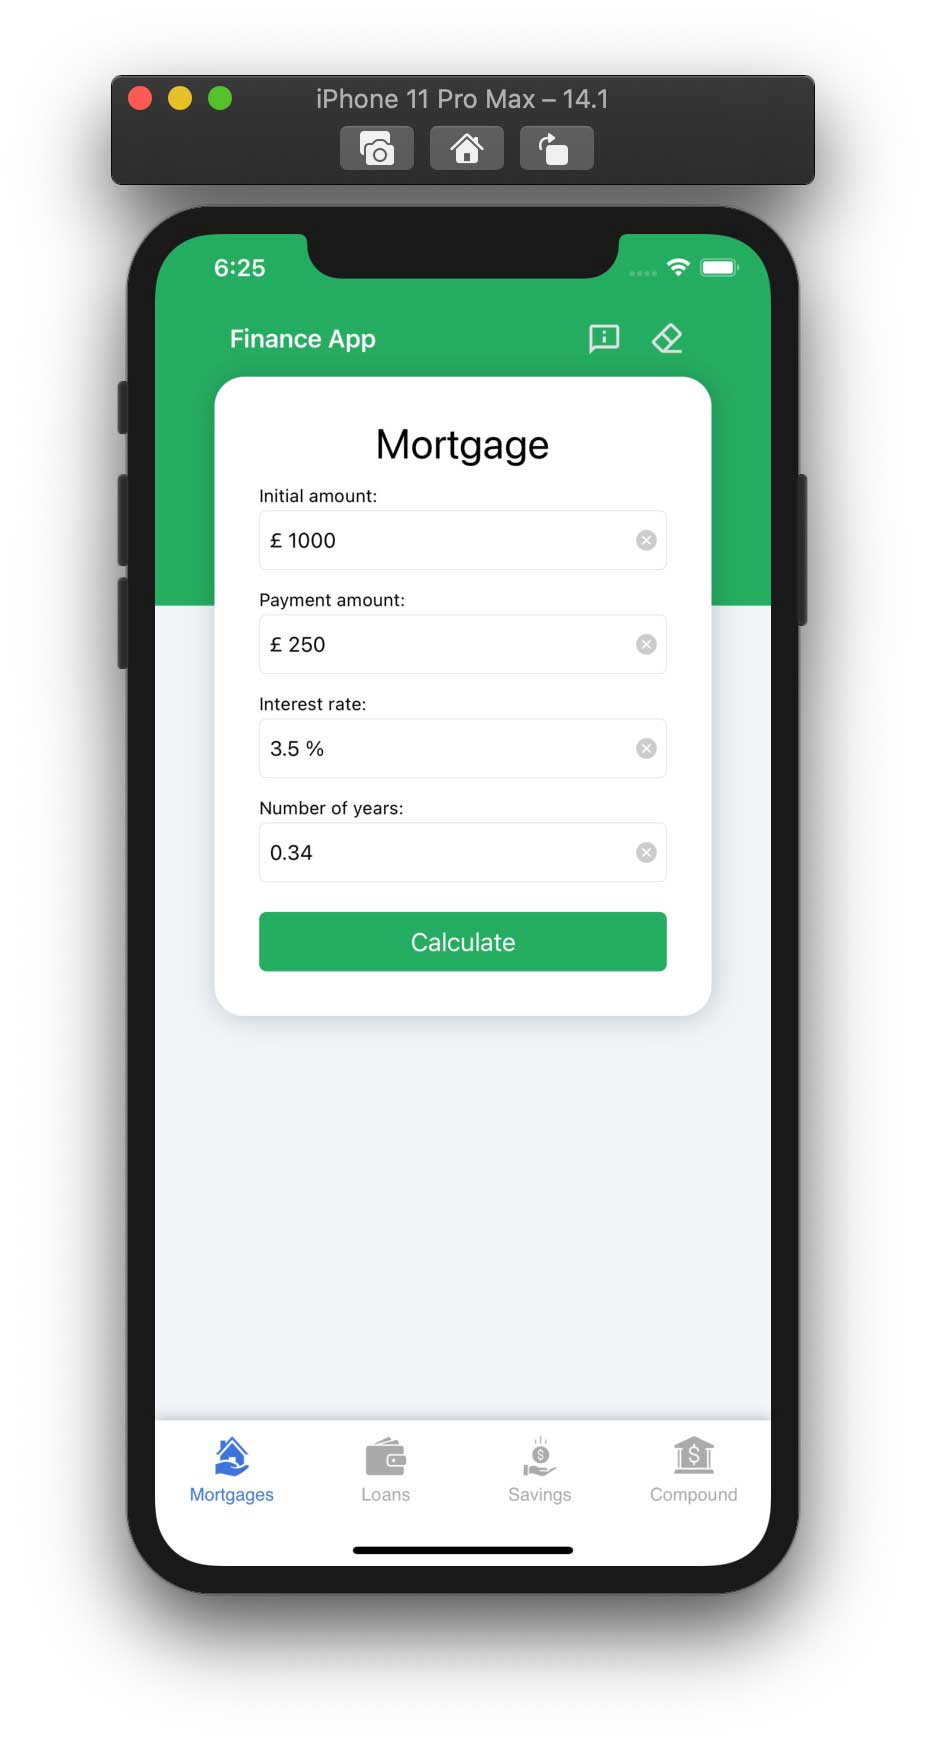 iPhone 11 Pro Max – 14.1
6:25
Finance App
Mortgage
Initial amount:
£ 1000
Payment amount:
£ 250
Interest rate:
3.5 %
Number of years:
0.34
Calculate
Mortgages Loans Savings Compound